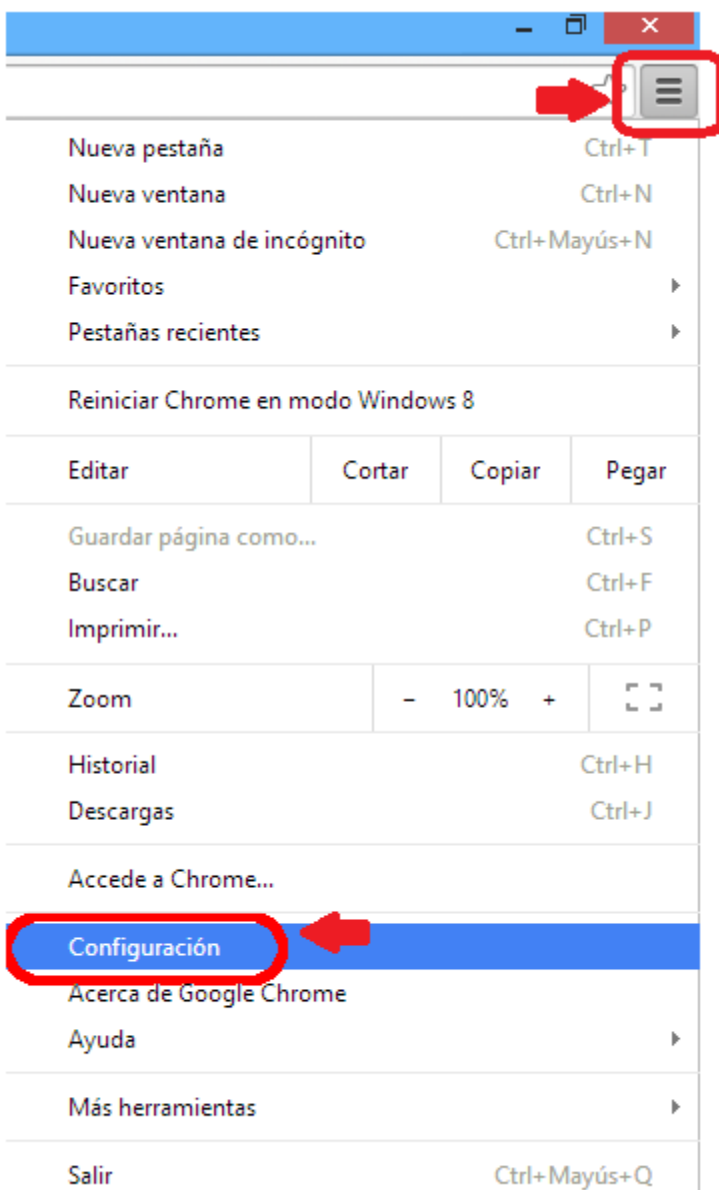 Nueva pestaña Ctrl+T
Nueva ventana Ctrl+N
Nueva ventana de incógnito Ctrl+Mayús+N
Favoritos
Pestañas recientes
Reiniciar Chrome en modo Windows 8
Editar Cortar Copiar Pegar
Guardar página como... Ctrl+S
Buscar Ctrl+F
Imprimir... Ctrl+P
Zoom - 100% +
Historial Ctrl+H
Descargas Ctrl+J
Accede a Chrome...
Configuración
Acerca de Google Chrome
Ayuda
Más herramientas
Salir Ctrl+Mayús+Q